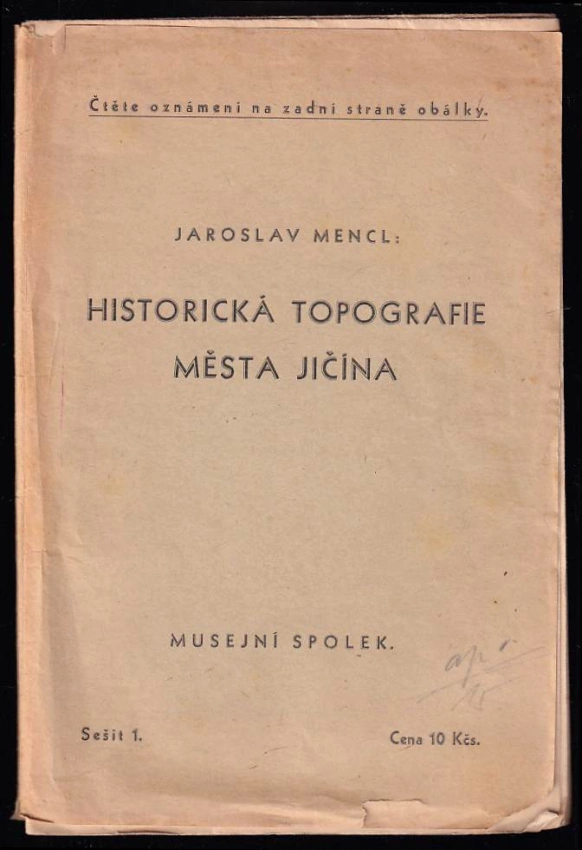 Čtěte oznámení na zadní straně obálky.
JAROSLAV MENCL:
HISTORICKÁ TOPOGRAFIE
MĚSTA JIČÍNA
MUSEJNÍ SPOLEK.
Sešit 1.
Cena 10 Kčs.